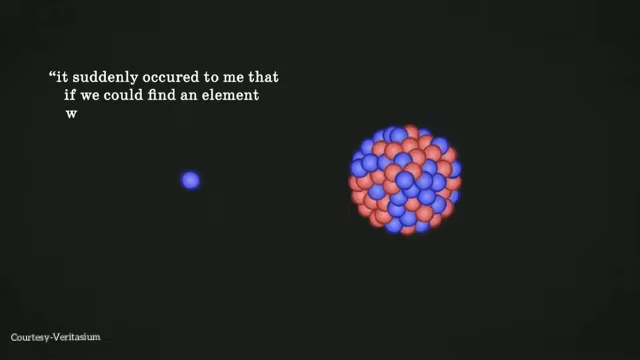 “it suddenly occured to me that
if we could find an element
w
Courtesy-Veritasium